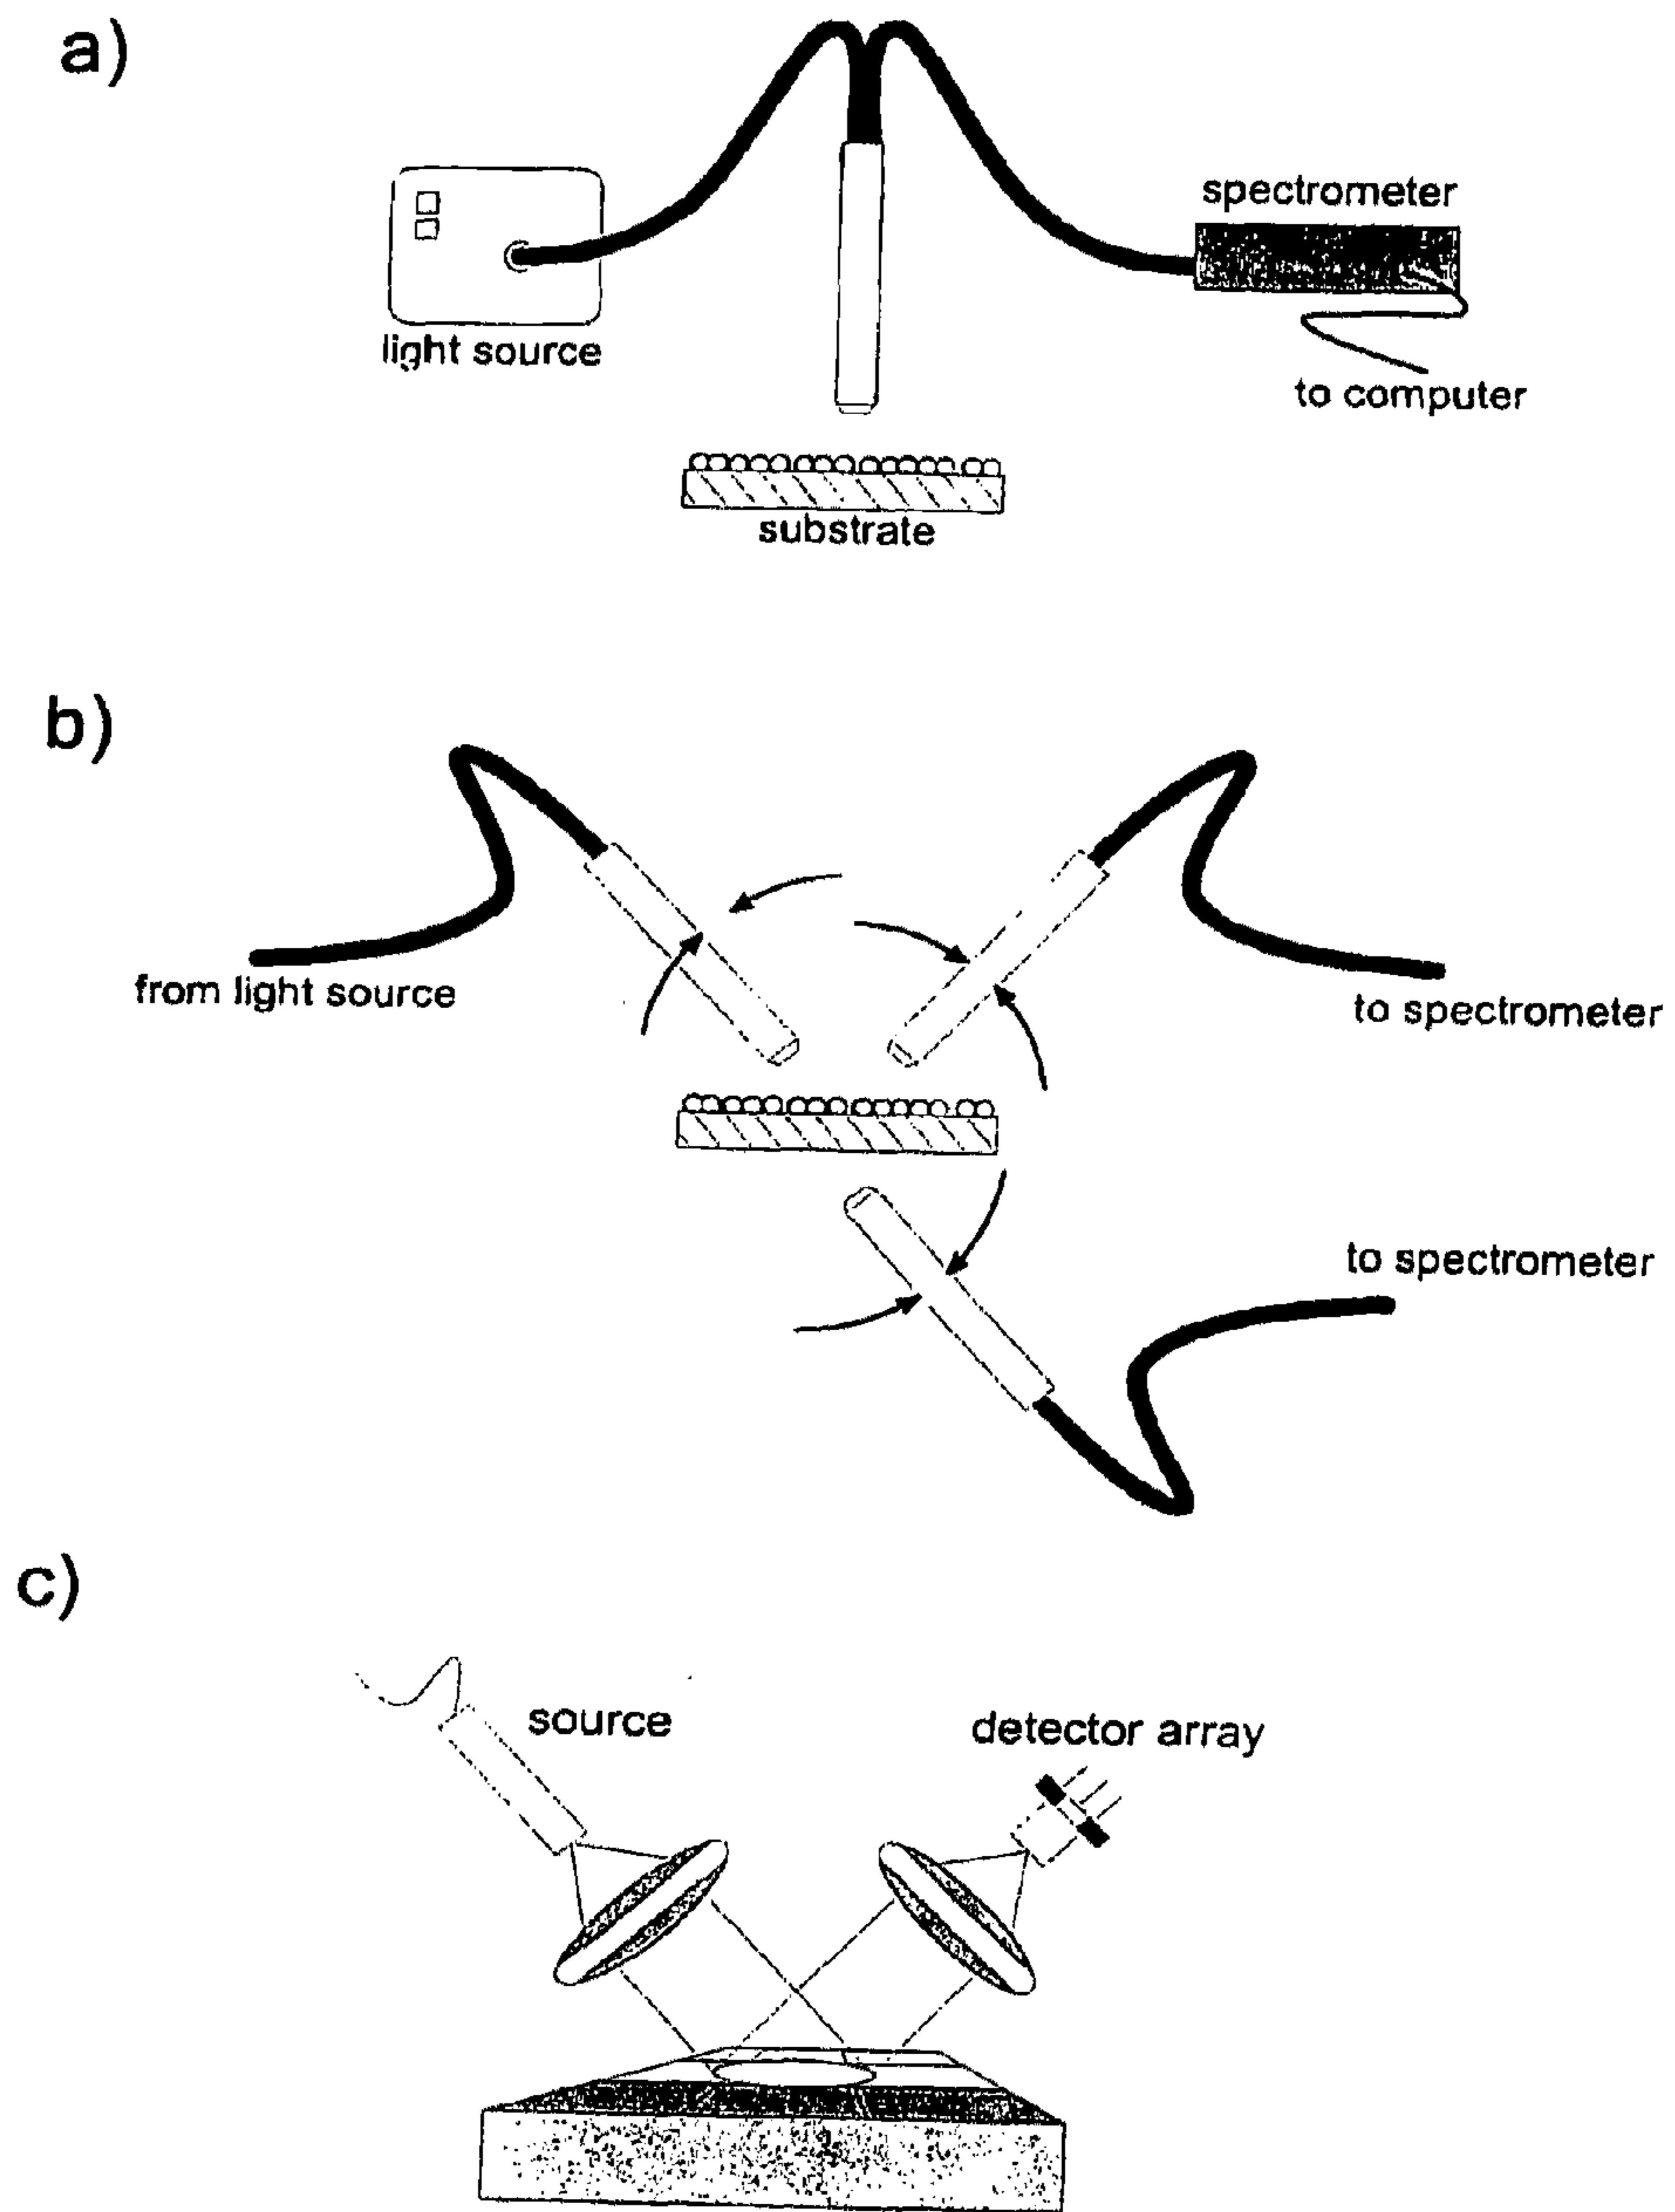 a)
spectrometer
light source
to computer
substrate
b)
from light source
to spectrometer
to spectrometer
c)
source
detector array